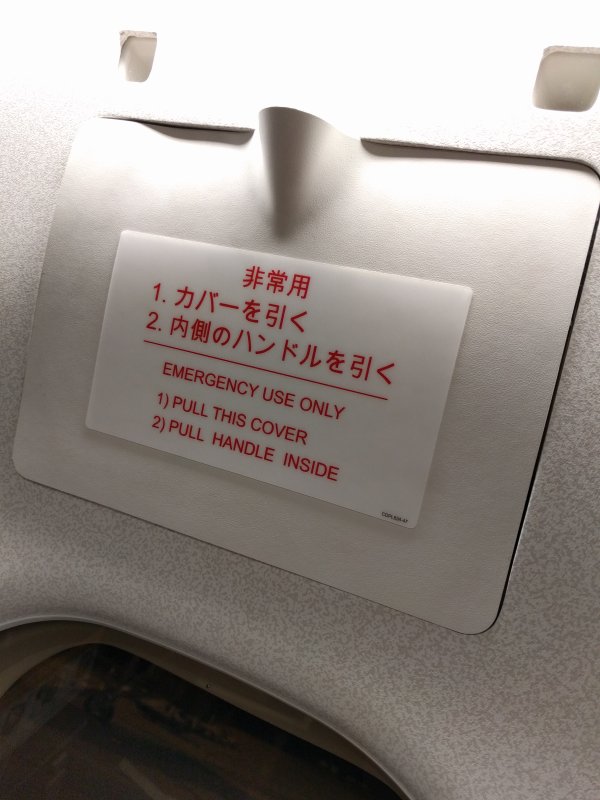 非常用
1. カバーを引く
2. 内側のハンドルを引く
EMERGENCY USE ONLY
1) PULL THIS COVER
2) PULL HANDLE INSIDE